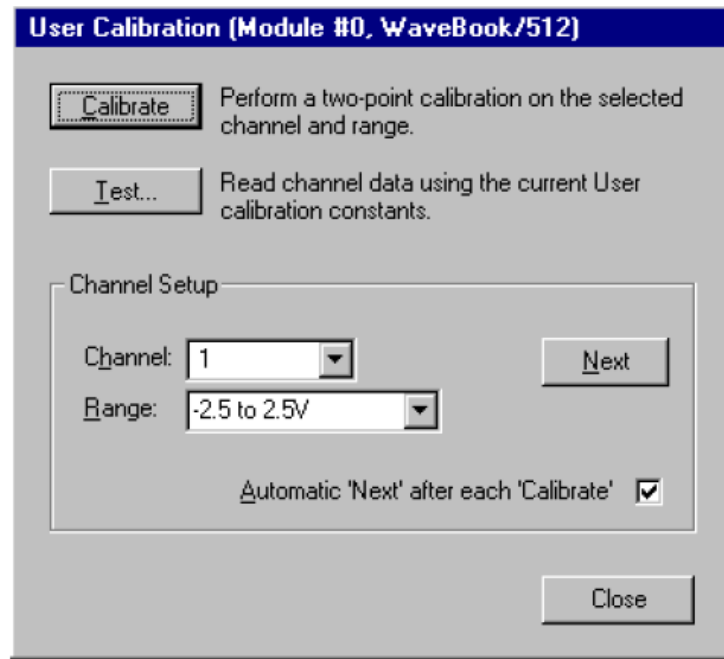 User Calibration (Module #0, WaveBook/512)
Calibrate
Perform a two-point calibration on the selected
channel and range.
Test...
Read channel data using the current User
calibration constants.
Channel Setup
Channel: 1
Next
Range: -2.5 to 2.5V
Automatic 'Next' after each 'Calibrate'
Close